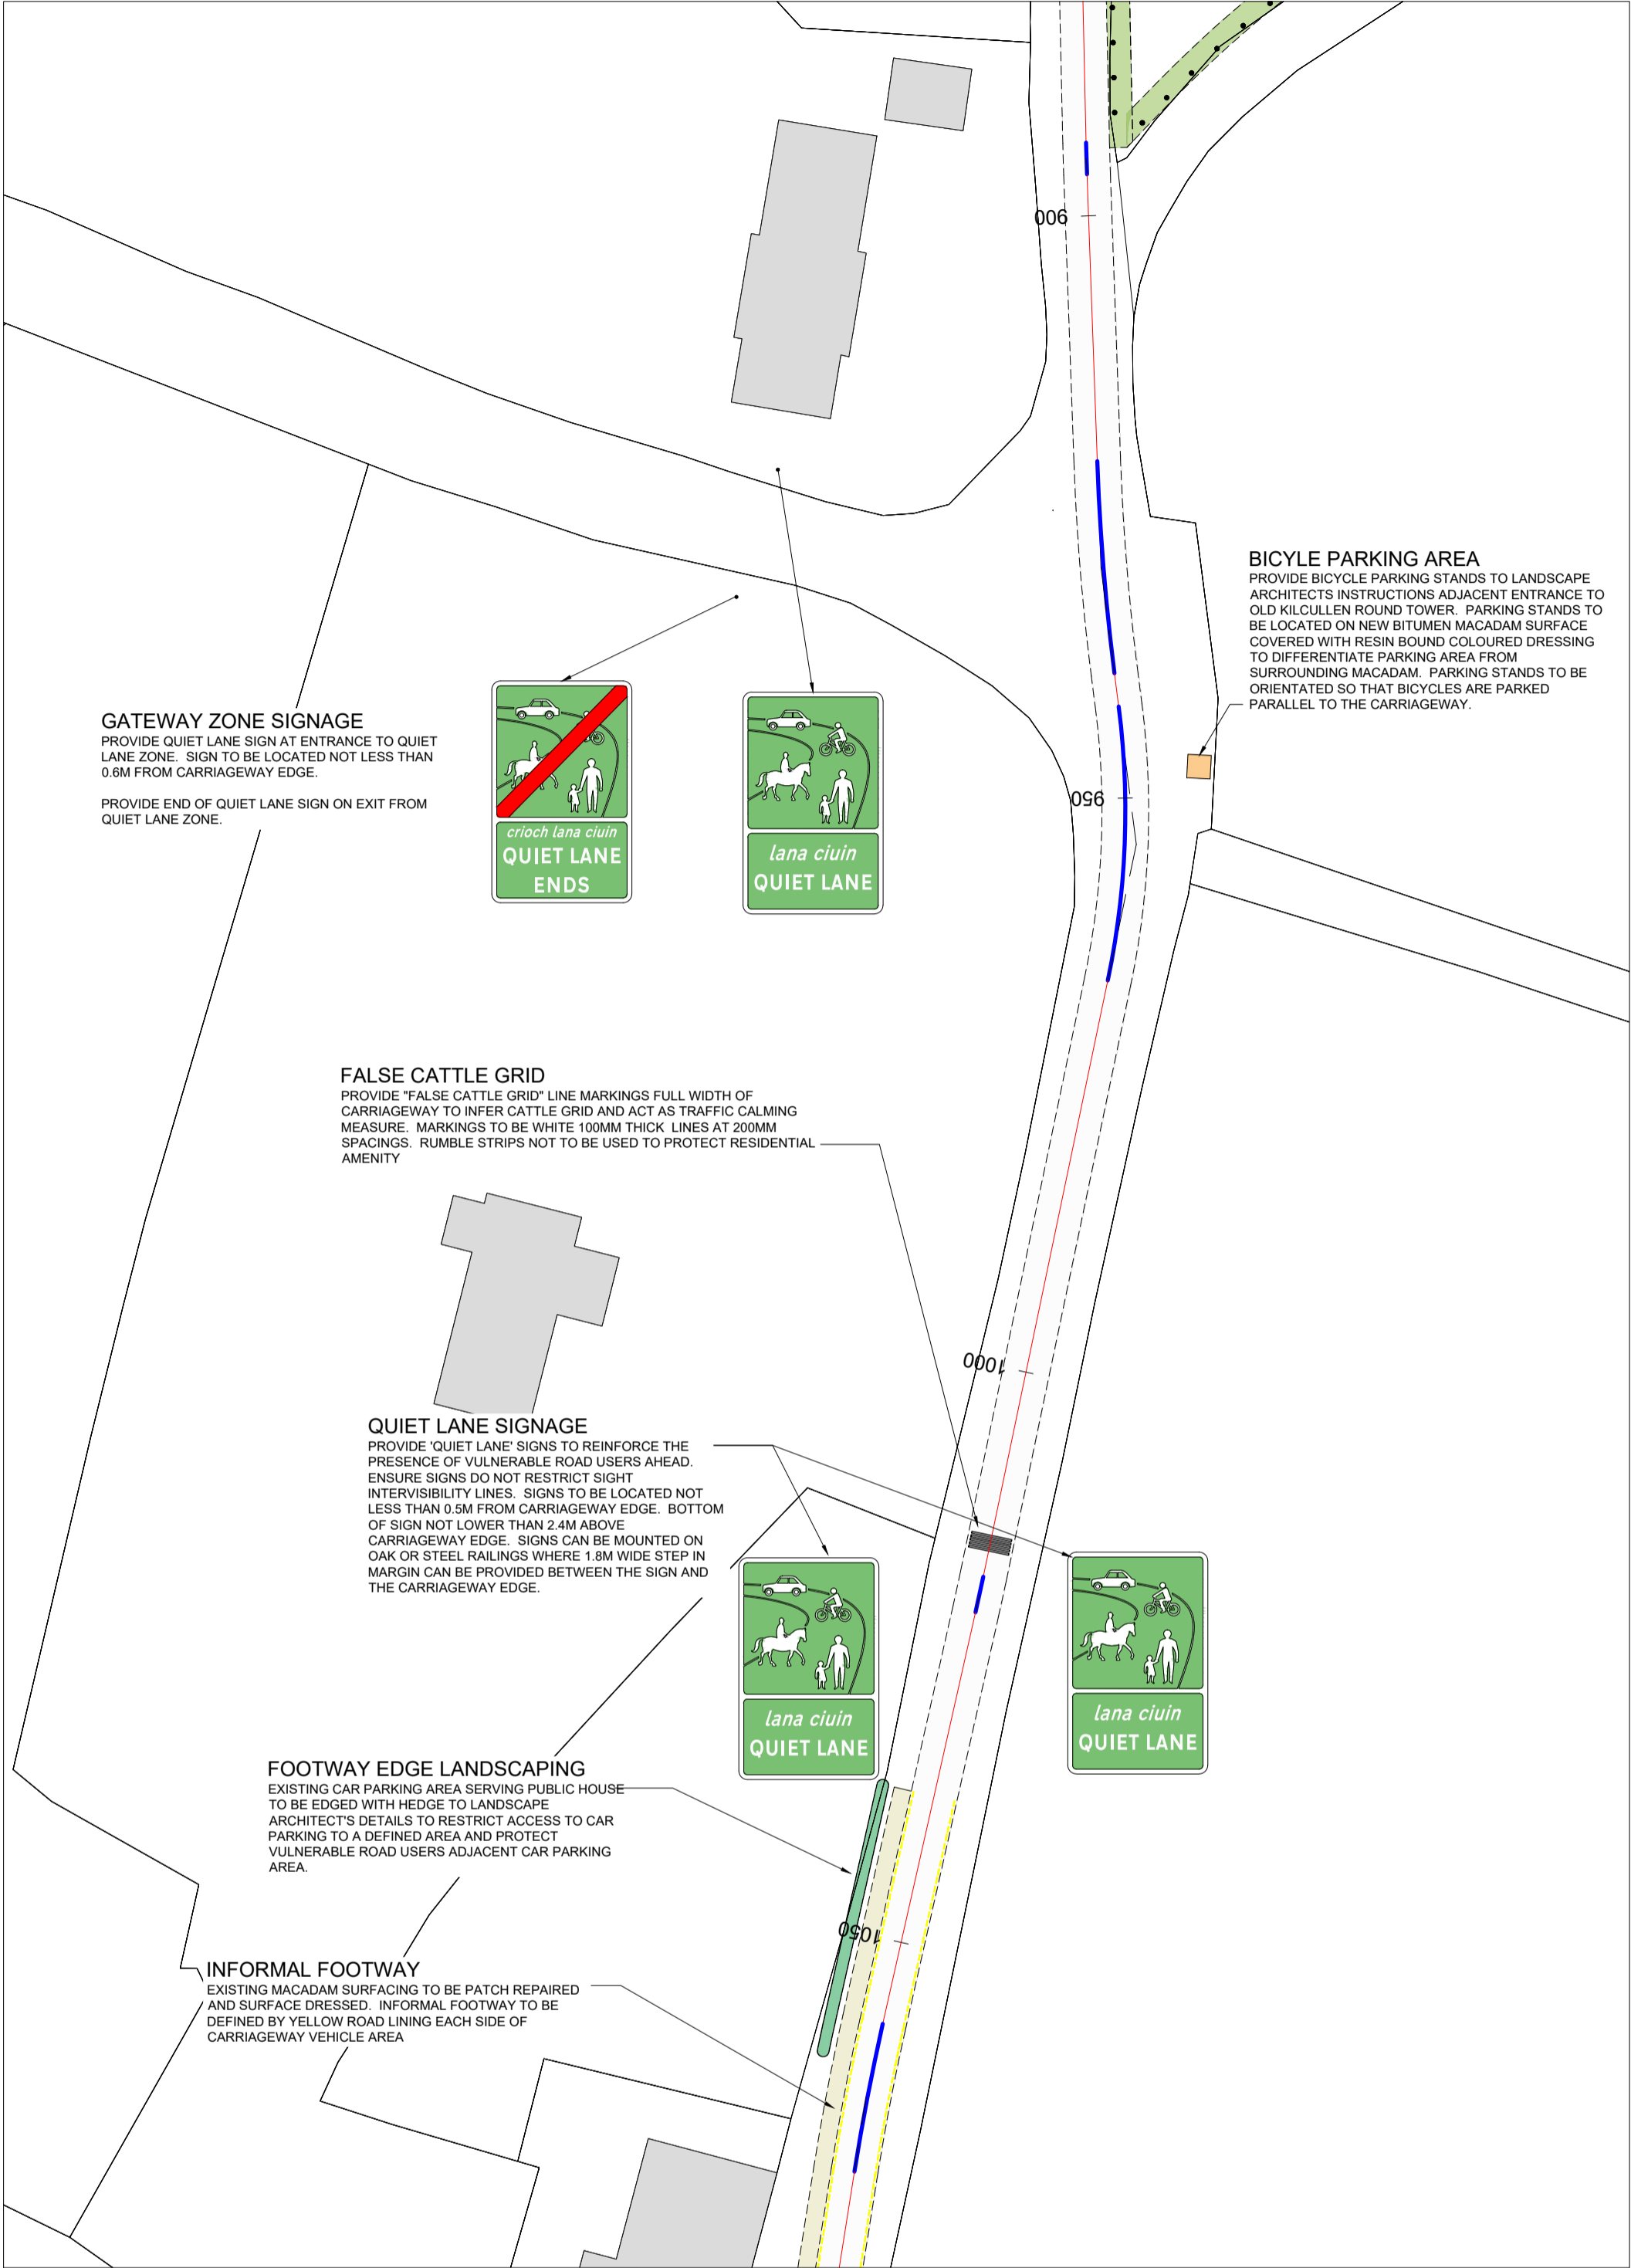 900
BICYLE PARKING AREA
PROVIDE BICYCLE PARKING STANDS TO LANDSCAPE
ARCHITECTS INSTRUCTIONS ADJACENT ENTRANCE TO
OLD KILCULLEN ROUND TOWER. PARKING STANDS TO
BE LOCATED ON NEW BITUMEN MACADAM SURFACE
COVERED WITH RESIN BOUND COLOURED DRESSING
TO DIFFERENTIATE PARKING AREA FROM
SURROUNDING MACADAM. PARKING STANDS TO BE
ORIENTATED SO THAT BICYCLES ARE PARKED
PARALLEL TO THE CARRIAGEWAY.
GATEWAY ZONE SIGNAGE
PROVIDE QUIET LANE SIGN AT ENTRANCE TO QUIET
LANE ZONE. SIGN TO BE LOCATED NOT LESS THAN
0.6M FROM CARRIAGEWAY EDGE.
PROVIDE END OF QUIET LANE SIGN ON EXIT FROM
QUIET LANE ZONE.
crioch lana ciuin
QUIET LANE
ENDS
lana ciuin
QUIET LANE
950
FALSE CATTLE GRID
PROVIDE "FALSE CATTLE GRID" LINE MARKINGS FULL WIDTH OF
CARRIAGEWAY TO INFER CATTLE GRID AND ACT AS TRAFFIC CALMING
MEASURE. MARKINGS TO BE WHITE 100MM THICK LINES AT 200MM
SPACINGS. RUMBLE STRIPS NOT TO BE USED TO PROTECT RESIDENTIAL
AMENITY
1000
QUIET LANE SIGNAGE
PROVIDE 'QUIET LANE' SIGNS TO REINFORCE THE
PRESENCE OF VULNERABLE ROAD USERS AHEAD.
ENSURE SIGNS DO NOT RESTRICT SIGHT
INTERVISIBILITY LINES. SIGNS TO BE LOCATED NOT
LESS THAN 0.5M FROM CARRIAGEWAY EDGE. BOTTOM
OF SIGN NOT LOWER THAN 2.4M ABOVE
CARRIAGEWAY EDGE. SIGNS CAN BE MOUNTED ON
OAK OR STEEL RAILINGS WHERE 1.8M WIDE STEP IN
MARGIN CAN BE PROVIDED BETWEEN THE SIGN AND
THE CARRIAGEWAY EDGE.
lana ciuin
QUIET LANE
lana ciuin
QUIET LANE
FOOTWAY EDGE LANDSCAPING
EXISTING CAR PARKING AREA SERVING PUBLIC HOUSE
TO BE EDGED WITH HEDGE TO LANDSCAPE
ARCHITECT'S DETAILS TO RESTRICT ACCESS TO CAR
PARKING TO A DEFINED AREA AND PROTECT
VULNERABLE ROAD USERS ADJACENT CAR PARKING
AREA.
1050
INFORMAL FOOTWAY
EXISTING MACADAM SURFACING TO BE PATCH REPAIRED
AND SURFACE DRESSED. INFORMAL FOOTWAY TO BE
DEFINED BY YELLOW ROAD LINING EACH SIDE OF
CARRIAGEWAY VEHICLE AREA